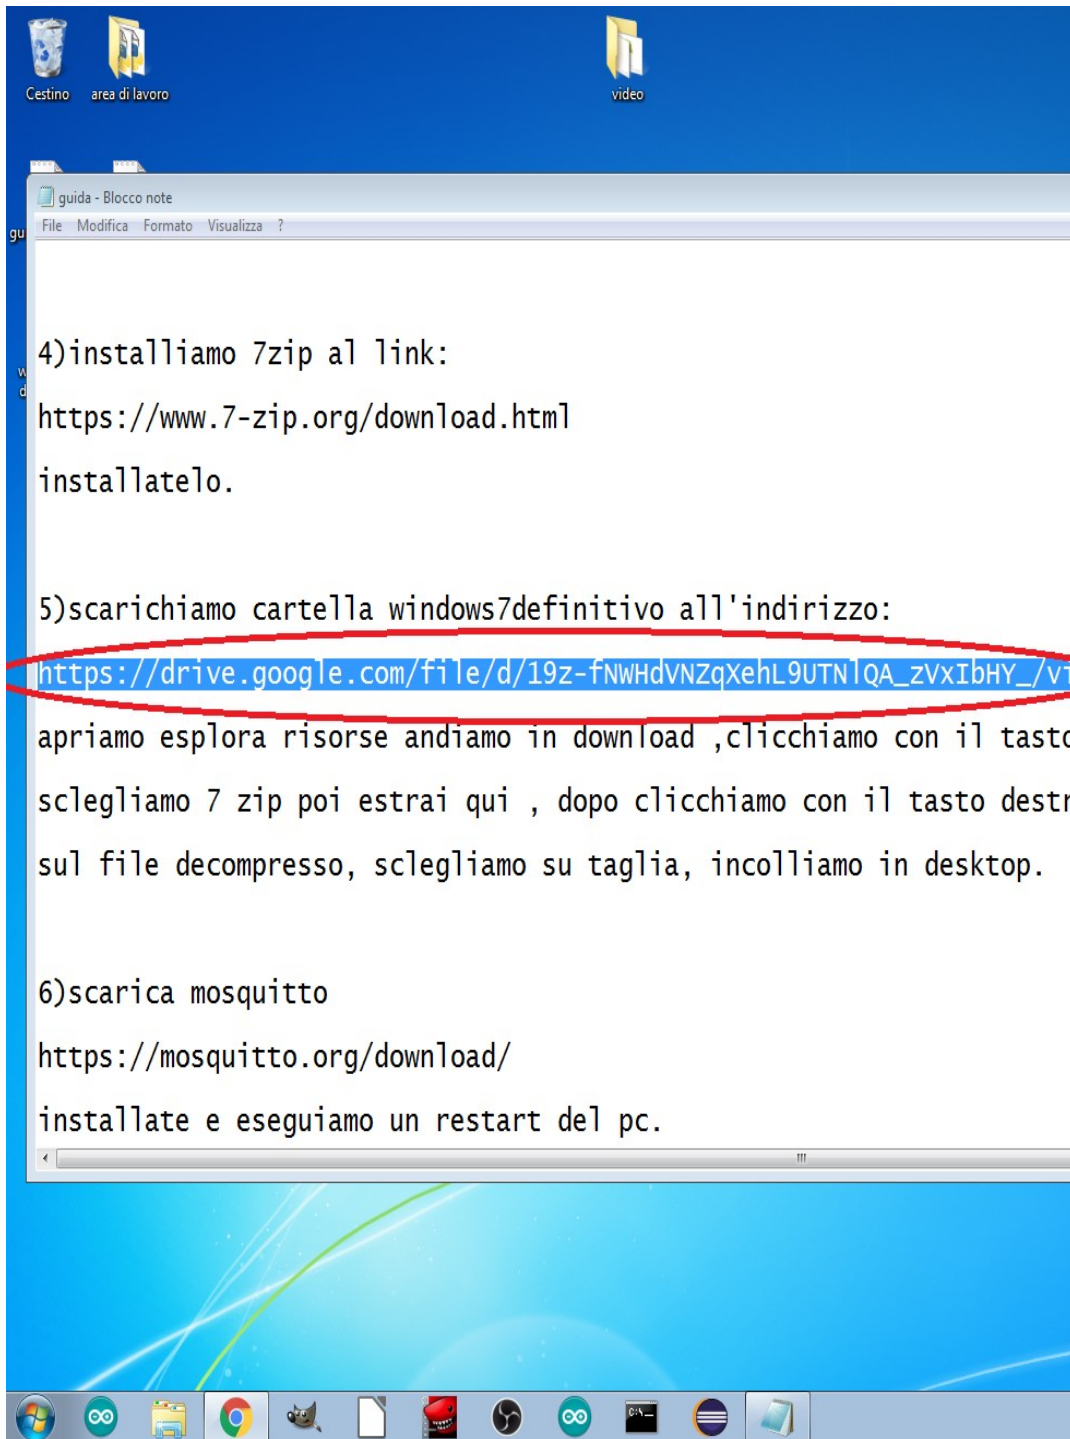 Cestino
area di lavoro
video
guida - Blocco note
File Modifica Formato Visualizza ?
4)installiamo 7zip al link:
https://www.7-zip.org/download.html
installatelo.
5)scarichiamo cartella windows7definitivo all'indirizzo:
https://drive.google.com/file/d/19z-fNWHdVNZqXehL9UTNlQA_zVxIbHY_/vi
apriamo esplora risorse andiamo in download ,clicchiamo con il tasto
sclegliamo 7 zip poi estrai qui , dopo clicchiamo con il tasto destr
sul file decompresso, sclegliamo su taglia, incolliamo in desktop.
6)scarica mosquitto
https://mosquitto.org/download/
installate e eseguiamo un restart del pc.